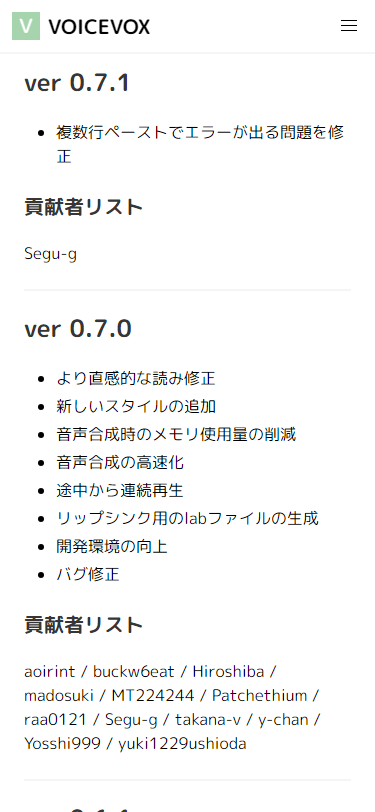 V VOICEVOX
ver 0.7.1
複数行ペーストでエラーが出る問題を修
正
貢献者リスト
Segu-g
ver 0.7.0
より直感的な読み修正
新しいスタイルの追加
音声合成時のメモリ使用量の削減
音声合成の高速化
途中から連続再生
リップシンク用のlabファイルの生成
開発環境の向上
バグ修正
貢献者リスト
aoirint / buckw6eat / Hiroshiba /
madosuki / MT224244 / Patchethium /
raa0121 / Segu-g / takana-v / y-chan /
Yosshi999 / yuki1229ushioda